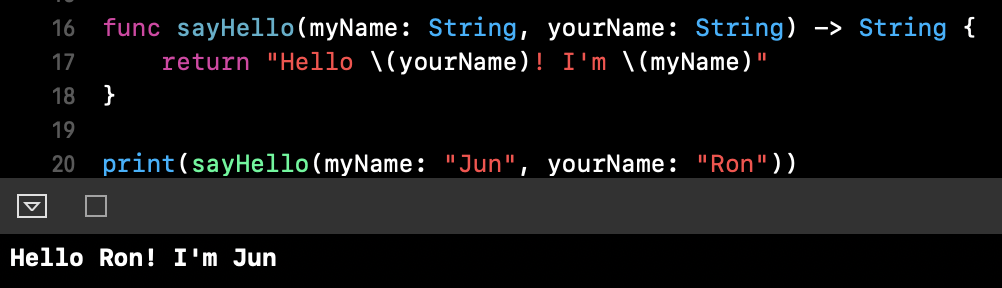 16 func sayHello(myName: String, yourName: String) -> String {
17     return "Hello \(yourName)! I'm \(myName)"
18 }
19
20 print(sayHello(myName: "Jun", yourName: "Ron"))
Hello Ron! I'm Jun